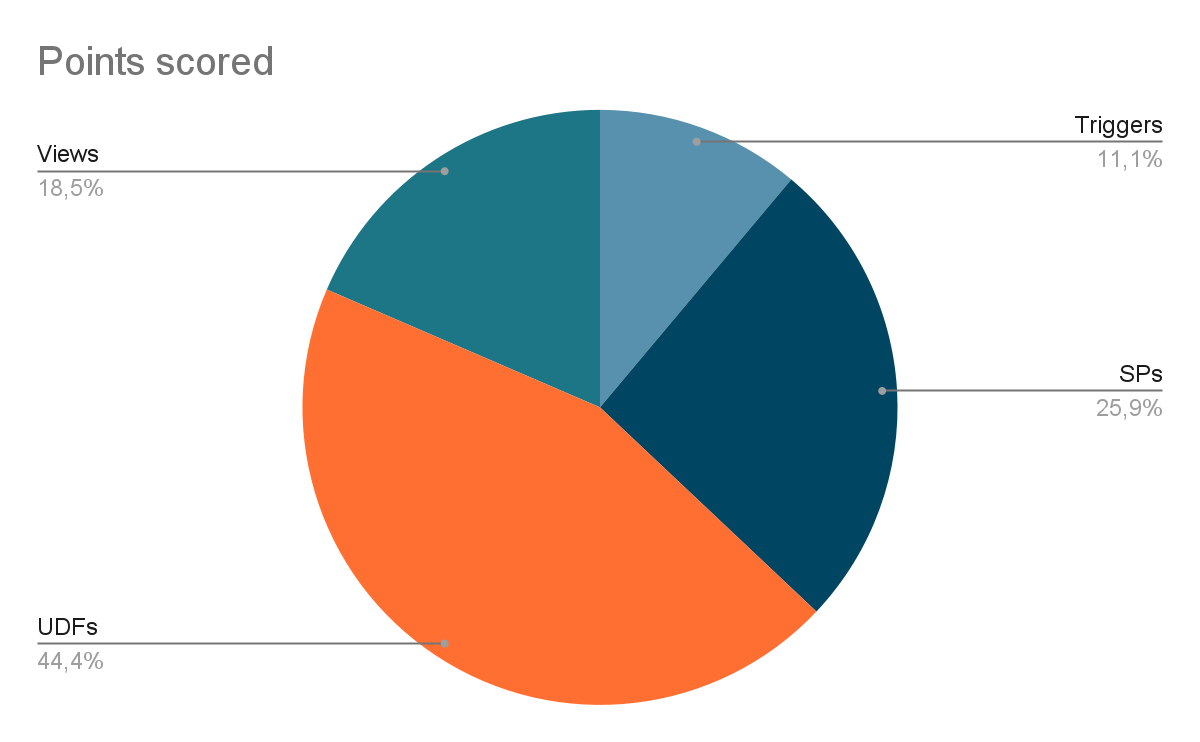 Points scored
Triggers
11,1%
Views
18,5%
SPs
25,9%
UDFs
44,4%